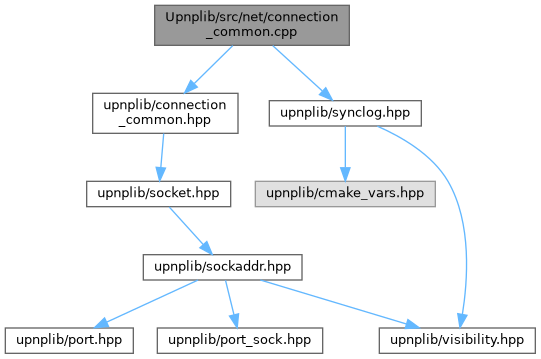 Upnplib/src/net/connection
_common.cpp
upnplib/connection
_common.hpp
upnplib/synclog.hpp
upnplib/socket.hpp
upnplib/cmake_vars.hpp
upnplib/sockaddr.hpp
upnplib/port.hpp
upnplib/port_sock.hpp
upnplib/visibility.hpp